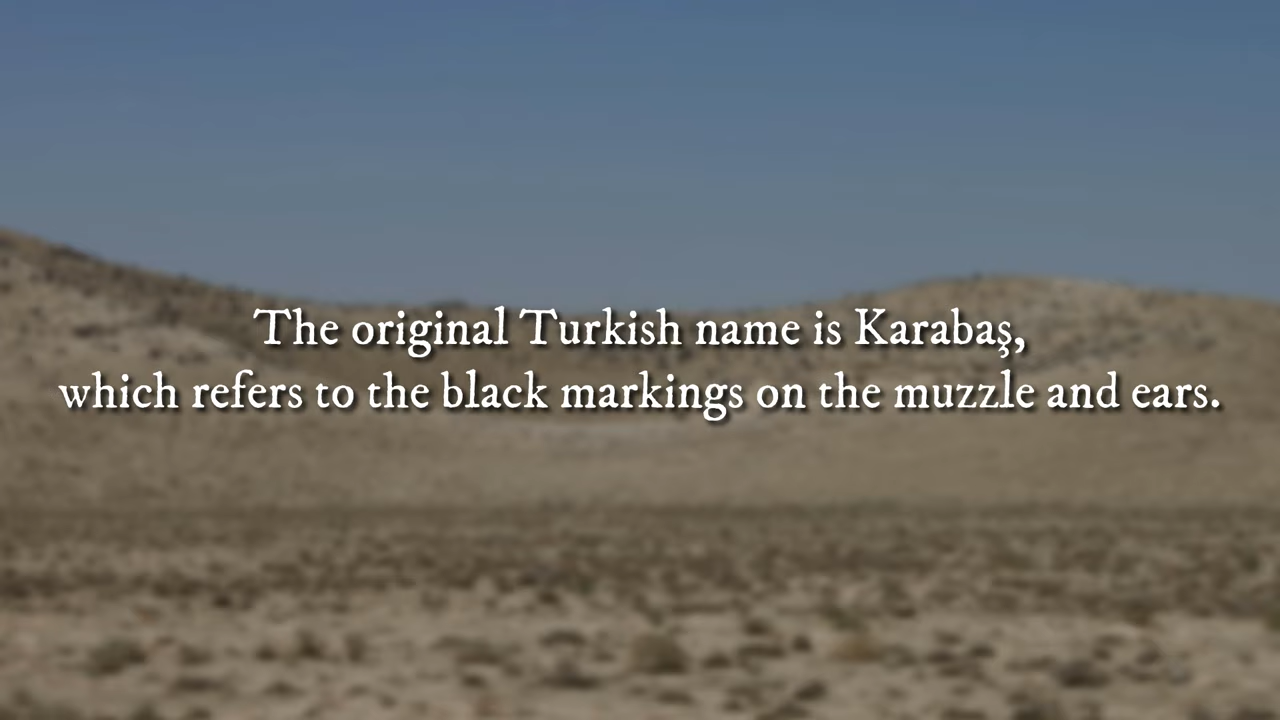 The original Turkish name is Karabaş,
which refers to the black markings on the muzzle and ears.